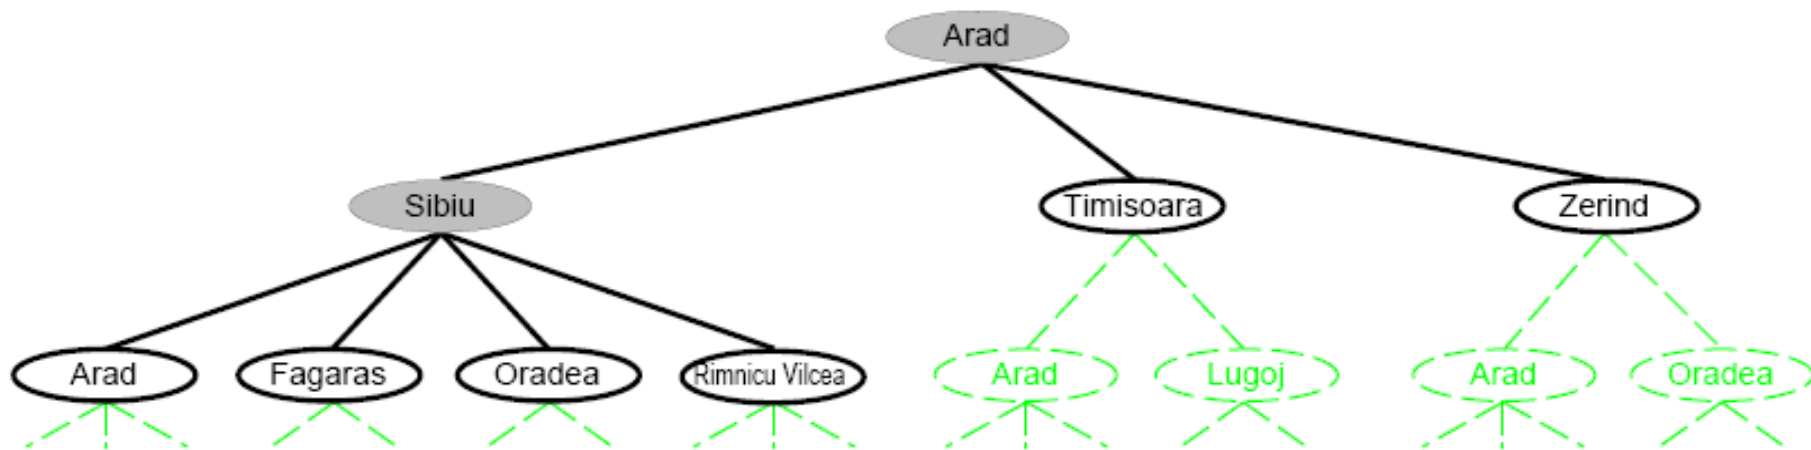 Arad
Sibiu
Timisoara
Zerind
Arad
Fagaras
Oradea
Rimnicu Vilcea
Arad
Lugoj
Arad
Oradea